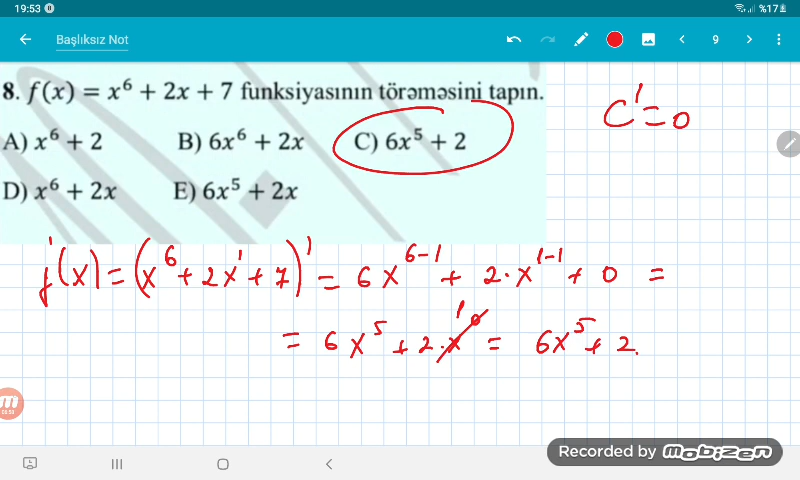 19:53 %17
Başlıksız Not 9
8. f(x) = x⁶ + 2x + 7 funksiyasının törəməsini tapın.
C' = 0
A) x⁶ + 2 B) 6x⁶ + 2x C) 6x⁵ + 2
D) x⁶ + 2x E) 6x⁵ + 2x
f'(x) = (x⁶ + 2x¹ + 7)' = 6x⁶⁻¹ + 2·x¹⁻¹ + 0 =
= 6x⁵ + 2·x⁰ 1 = 6x⁵ + 2.
Recorded by mobizen